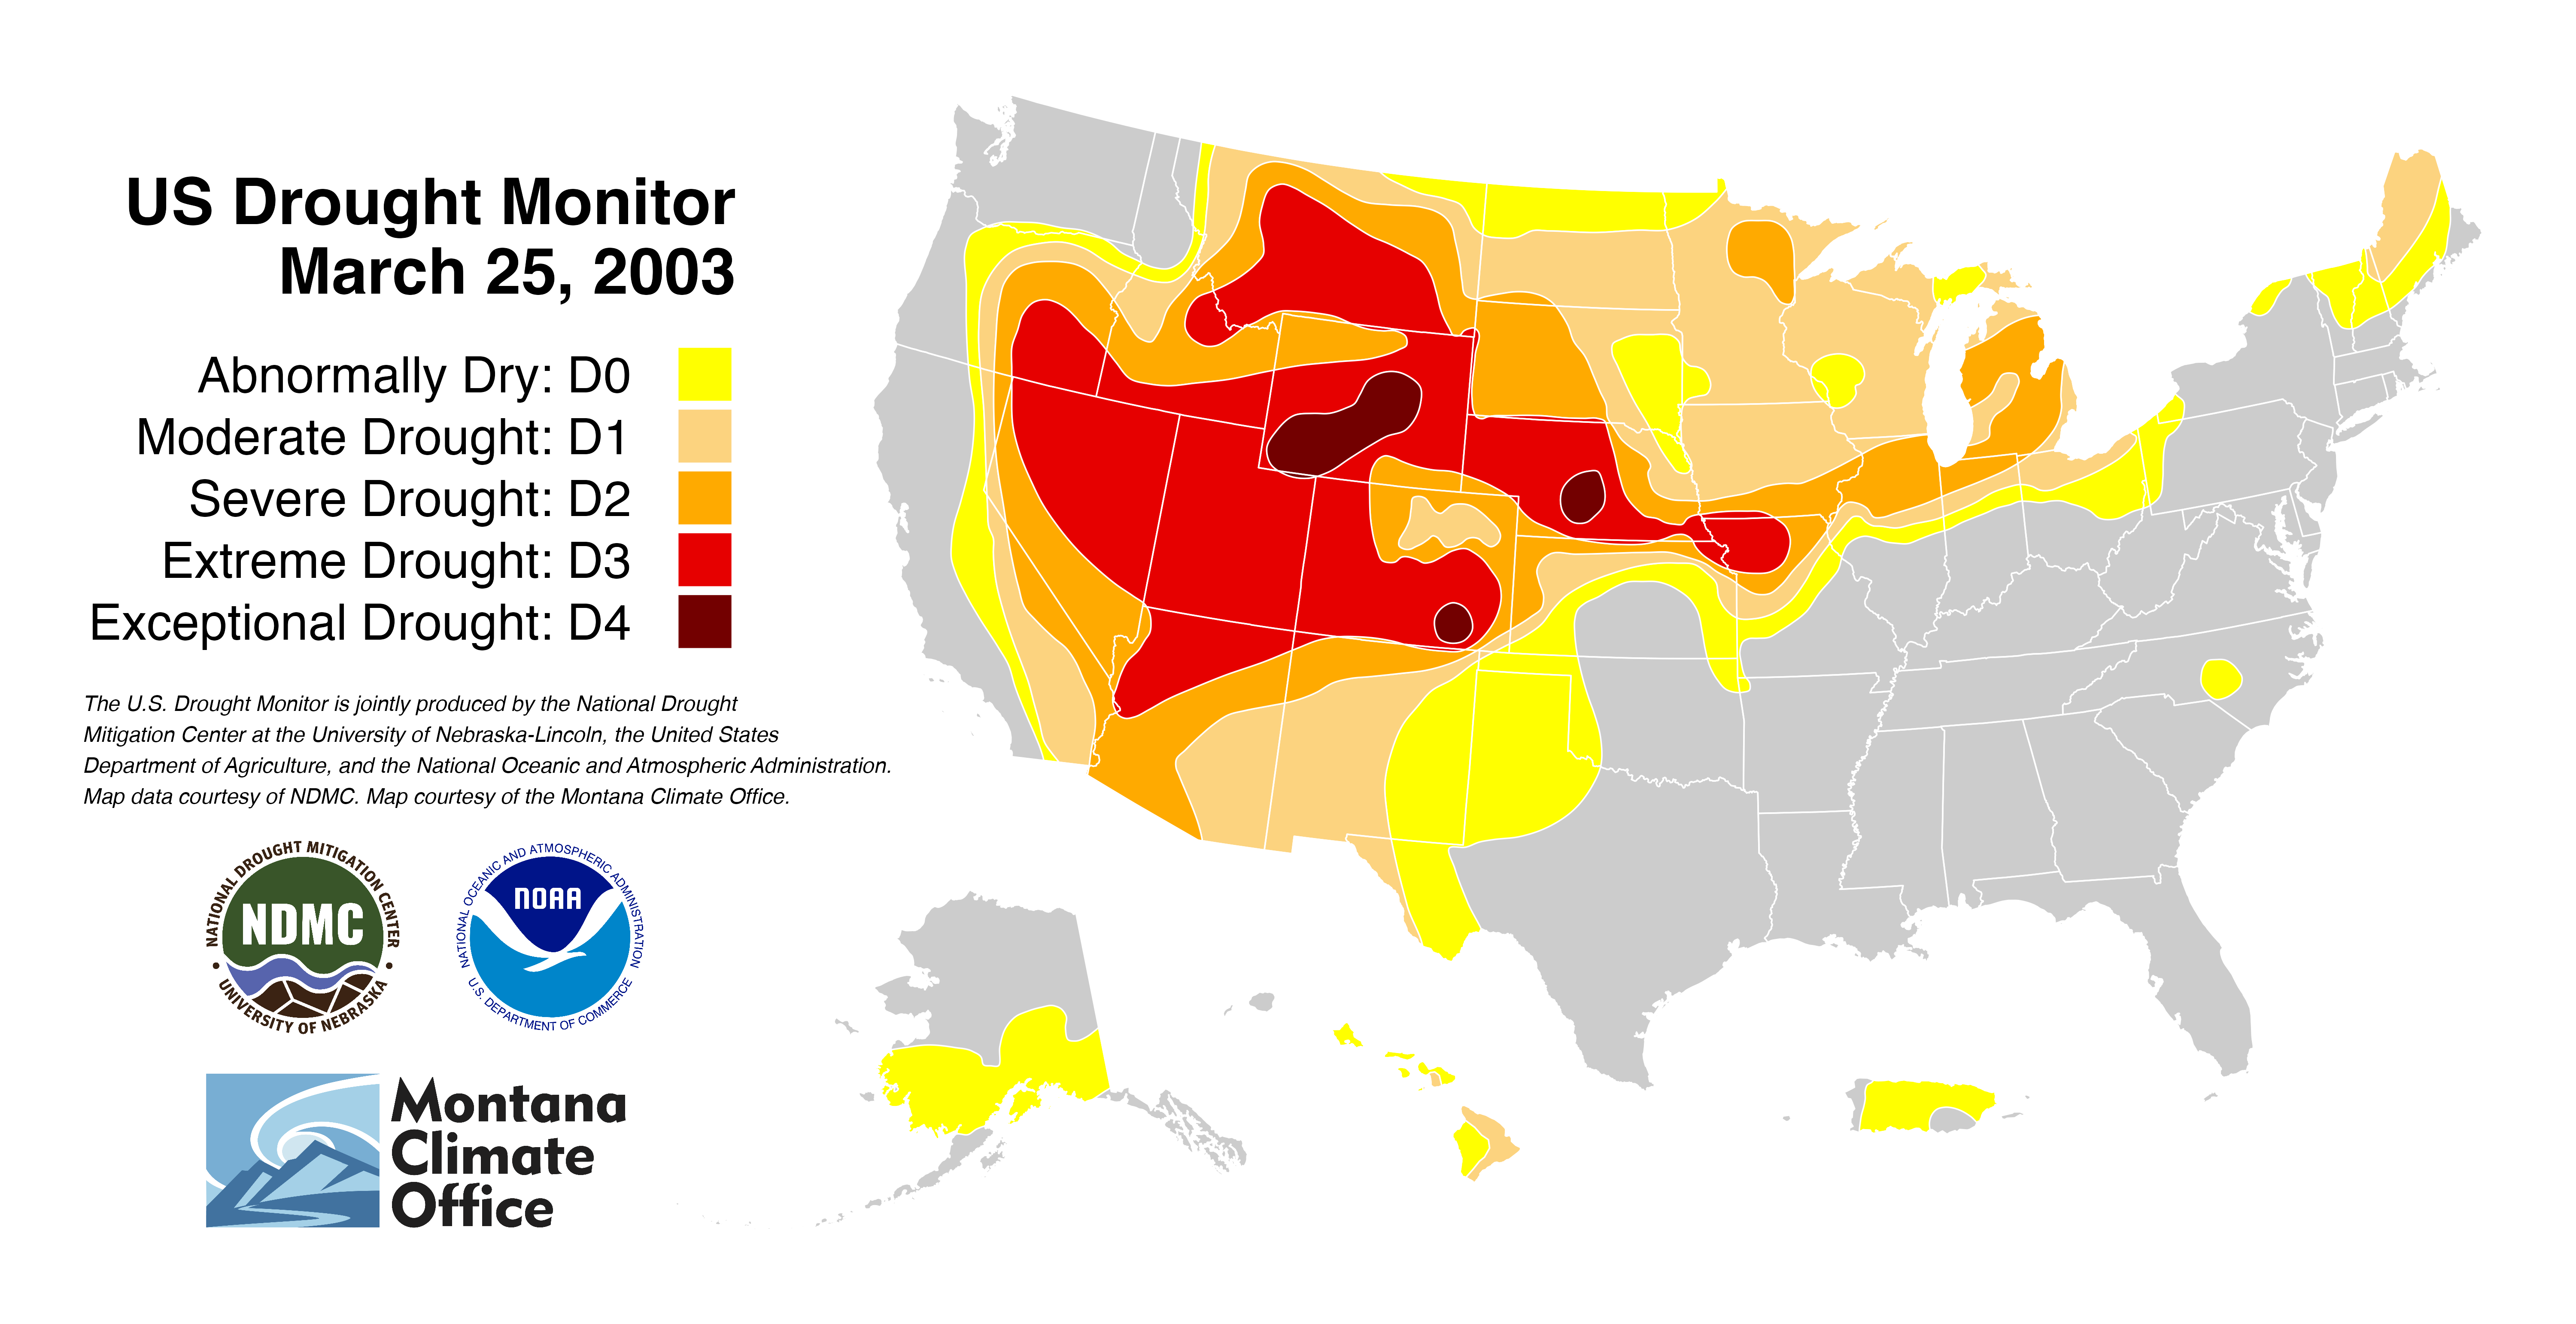 US Drought Monitor
March 25, 2003
Abnormally Dry: D0
Moderate Drought: D1
Severe Drought: D2
Extreme Drought: D3
Exceptional Drought: D4
The U.S. Drought Monitor is jointly produced by the National Drought
Mitigation Center at the University of Nebraska-Lincoln, the United States
Department of Agriculture, and the National Oceanic and Atmospheric Administration.
Map data courtesy of NDMC. Map courtesy of the Montana Climate Office.
NATIONAL DROUGHT MITIGATION CENTER
NDMC
UNIVERSITY OF NEBRASKA
NATIONAL OCEANIC AND ATMOSPHERIC ADMINISTRATION
NOAA
U.S. DEPARTMENT OF COMMERCE
Montana
Climate
Office